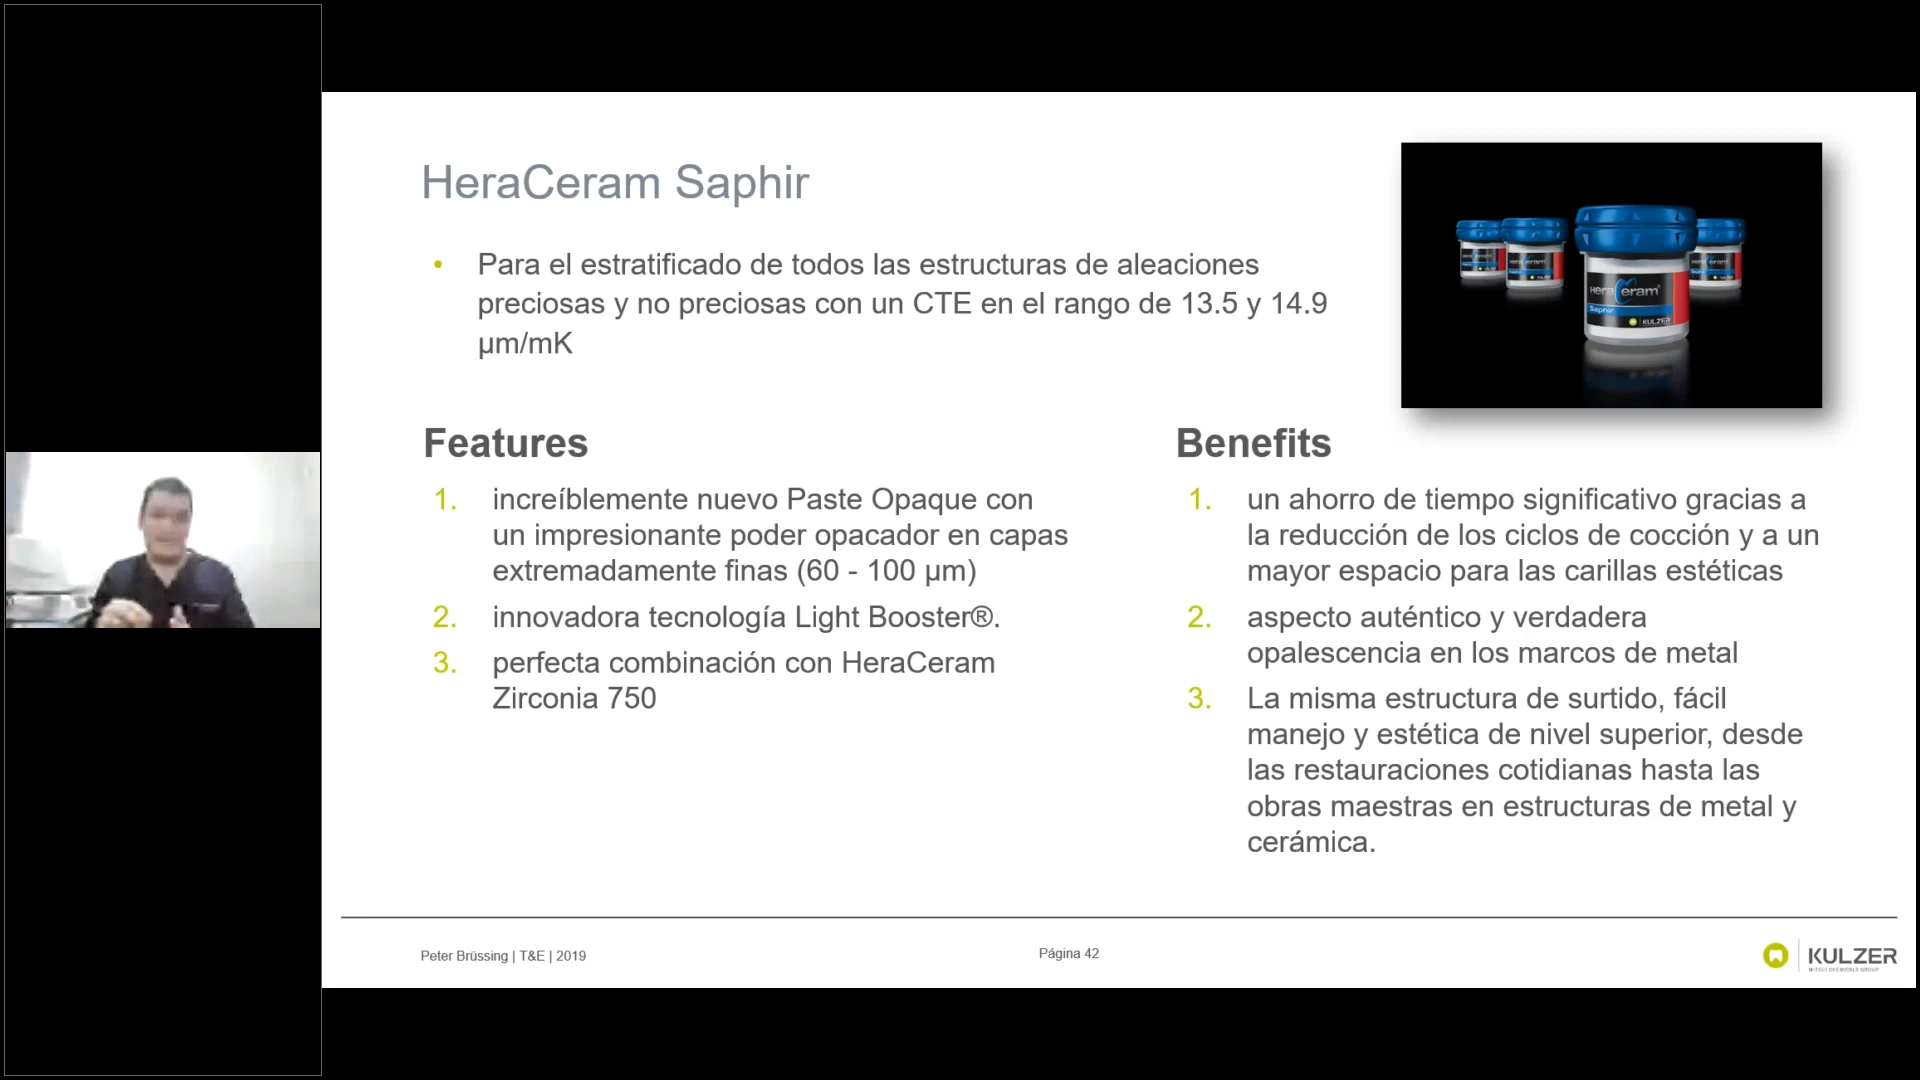 HeraCeram Saphir
• Para el estratificado de todos las estructuras de aleaciones
preciosas y no preciosas con un CTE en el rango de 13.5 y 14.9
µm/mK
HeraCeram®
Saphir
KULZER
Features
1. increíblemente nuevo Paste Opaque con
un impresionante poder opacador en capas
extremadamente finas (60 - 100 µm)
2. innovadora tecnología Light Booster®.
3. perfecta combinación con HeraCeram
Zirconia 750
Benefits
1. un ahorro de tiempo significativo gracias a
la reducción de los ciclos de cocción y a un
mayor espacio para las carillas estéticas
2. aspecto auténtico y verdadera
opalescencia en los marcos de metal
3. La misma estructura de surtido, fácil
manejo y estética de nivel superior, desde
las restauraciones cotidianas hasta las
obras maestras en estructuras de metal y
cerámica.
Peter Brüssing | T&E | 2019
Página 42
KULZER
MITSUI CHEMICALS GROUP